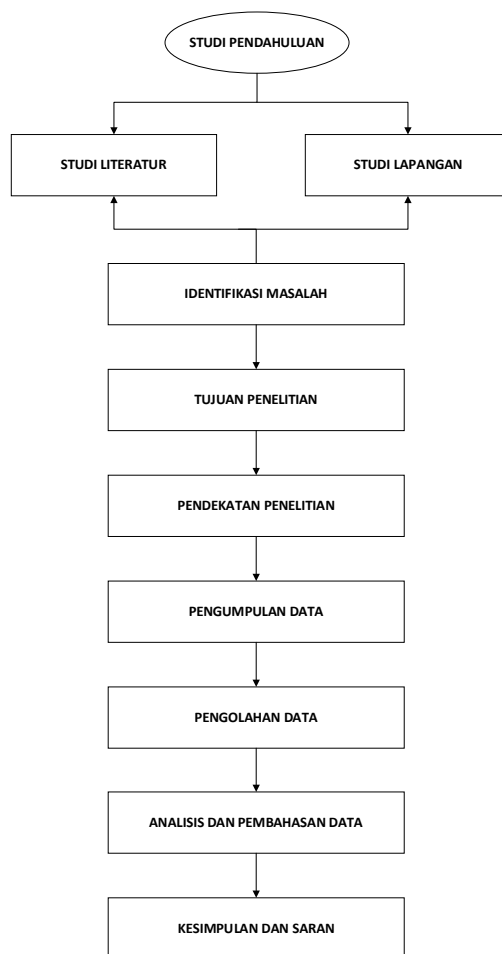 STUDI PENDAHULUAN
STUDI LITERATUR
STUDI LAPANGAN
IDENTIFIKASI MASALAH
TUJUAN PENELITIAN
PENDEKATAN PENELITIAN
PENGUMPULAN DATA
PENGOLAHAN DATA
ANALISIS DAN PEMBAHASAN DATA
KESIMPULAN DAN SARAN